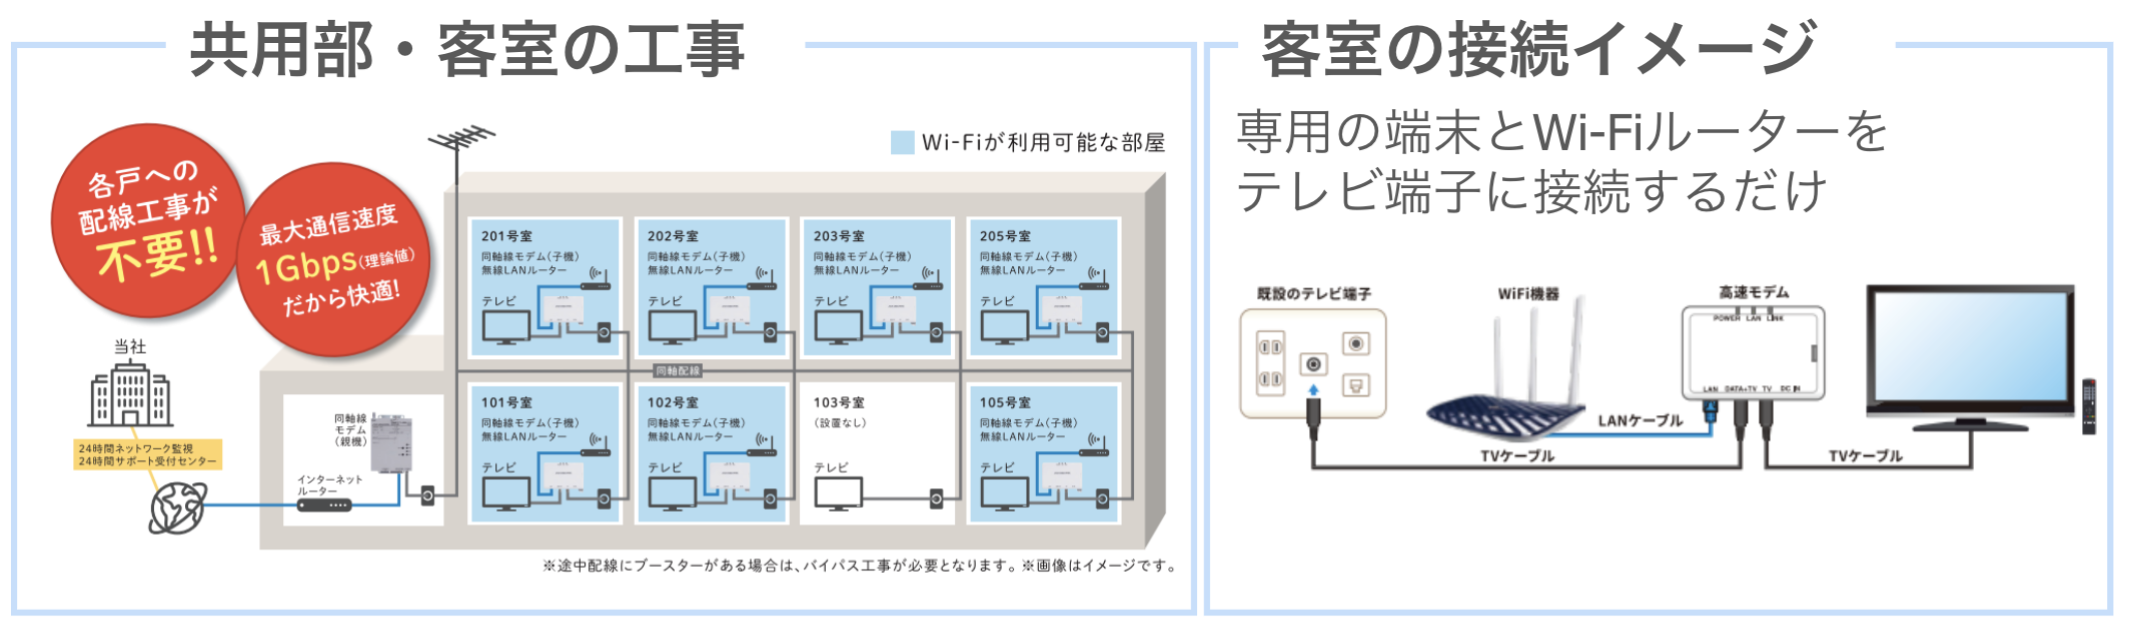 共用部・客室の工事
各戸への
配線工事が
不要!!
最大通信速度
1Gbps(理論値)
だから快適!
Wi-Fiが利用可能な部屋
201号室
同軸線モデム(子機)
無線LANルーター
テレビ
202号室
同軸線モデム(子機)
無線LANルーター
テレビ
203号室
同軸線モデム(子機)
無線LANルーター
テレビ
205号室
同軸線モデム(子機)
無線LANルーター
テレビ
同軸配線
101号室
同軸線モデム(子機)
無線LANルーター
テレビ
102号室
同軸線モデム(子機)
無線LANルーター
テレビ
103号室
(設置なし)
テレビ
105号室
同軸線モデム(子機)
無線LANルーター
テレビ
当社
24時間ネットワーク監視
24時間サポート受付センター
同軸線
モデム
(親機)
インターネット
ルーター
※途中配線にブースターがある場合は、バイパス工事が必要となります。※画像はイメージです。
客室の接続イメージ
専用の端末とWi-Fiルーターを
テレビ端子に接続するだけ
既設のテレビ端子
WiFi機器
高速モデム
POWER LAN LINK
LAN DATA+TV TV DC IN
LANケーブル
TVケーブル
TVケーブル